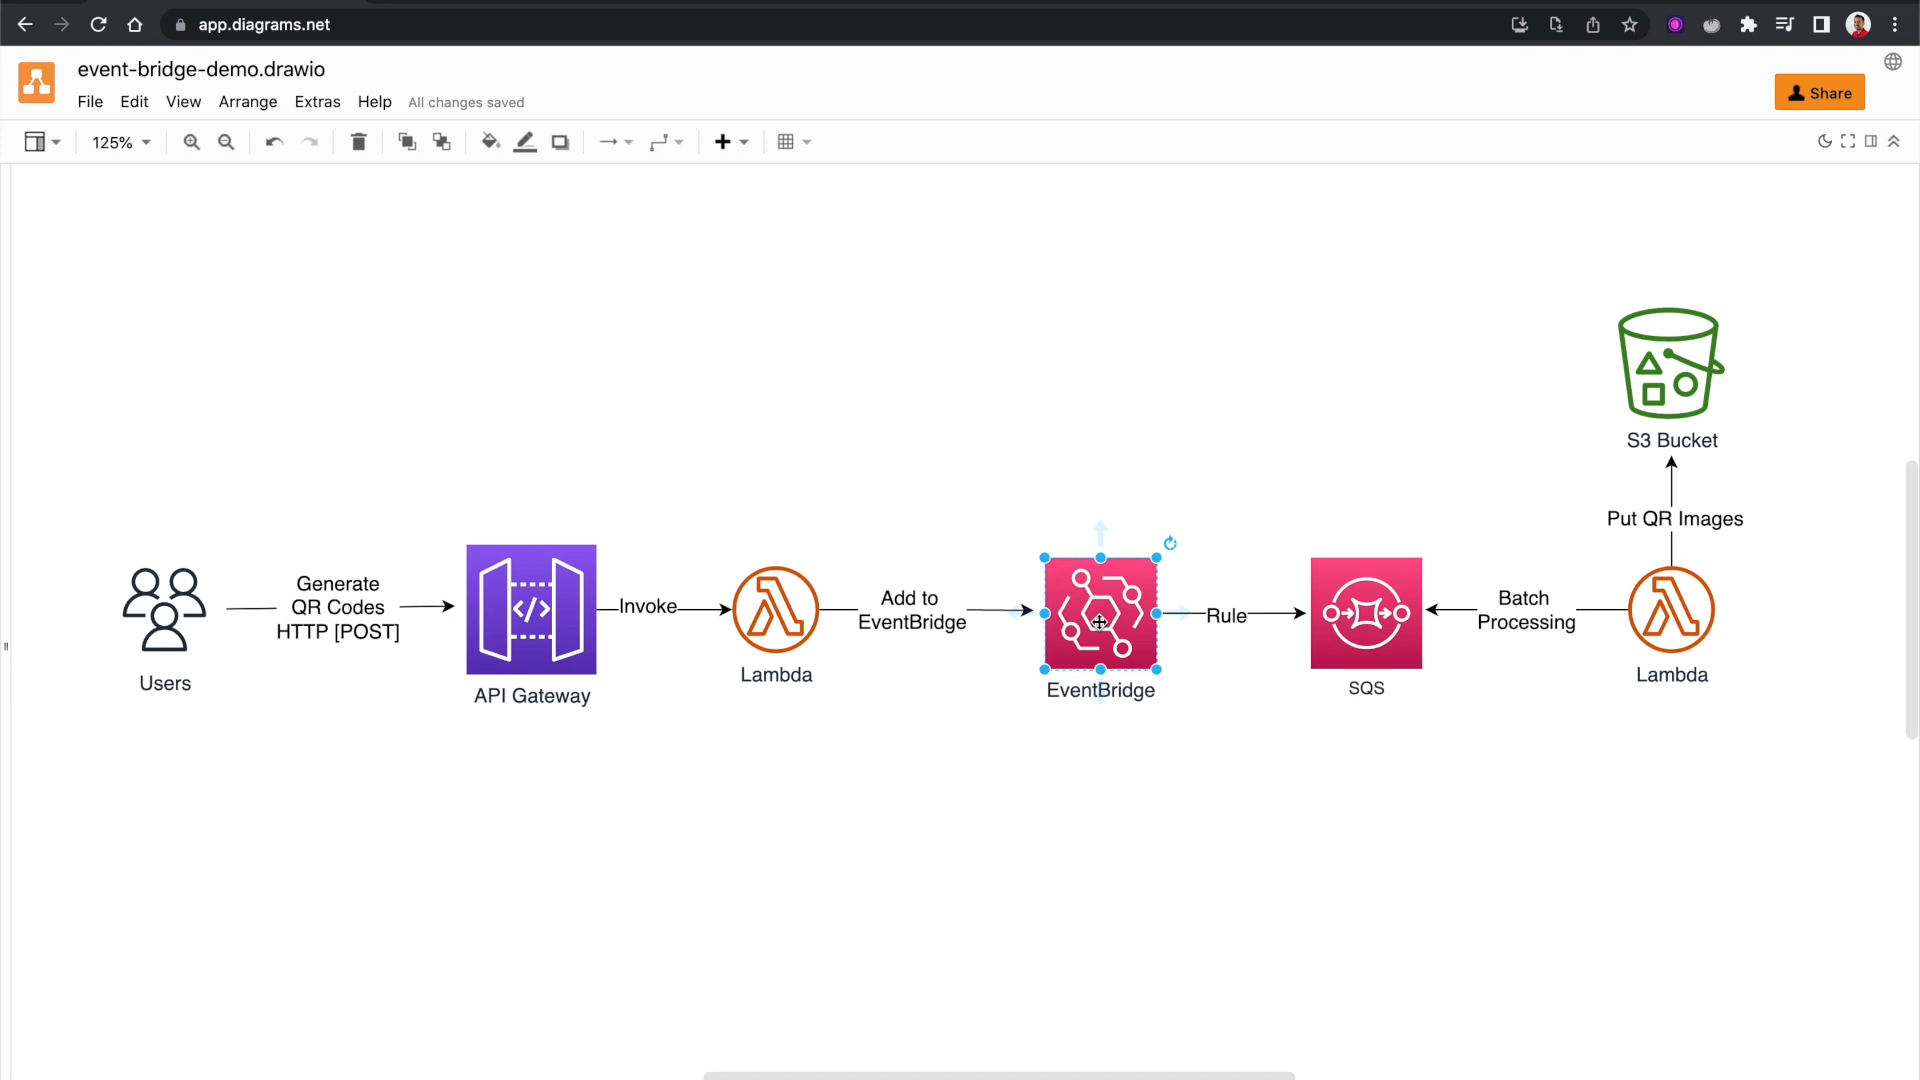 app.diagrams.net
event-bridge-demo.drawio
File Edit View Arrange Extras Help All changes saved
Share
125%
S3 Bucket
Put QR Images
Generate
QR Codes
HTTP [POST]
Invoke
Add to
EventBridge
Rule
Batch
Processing
Users
API Gateway
Lambda
EventBridge
SQS
Lambda